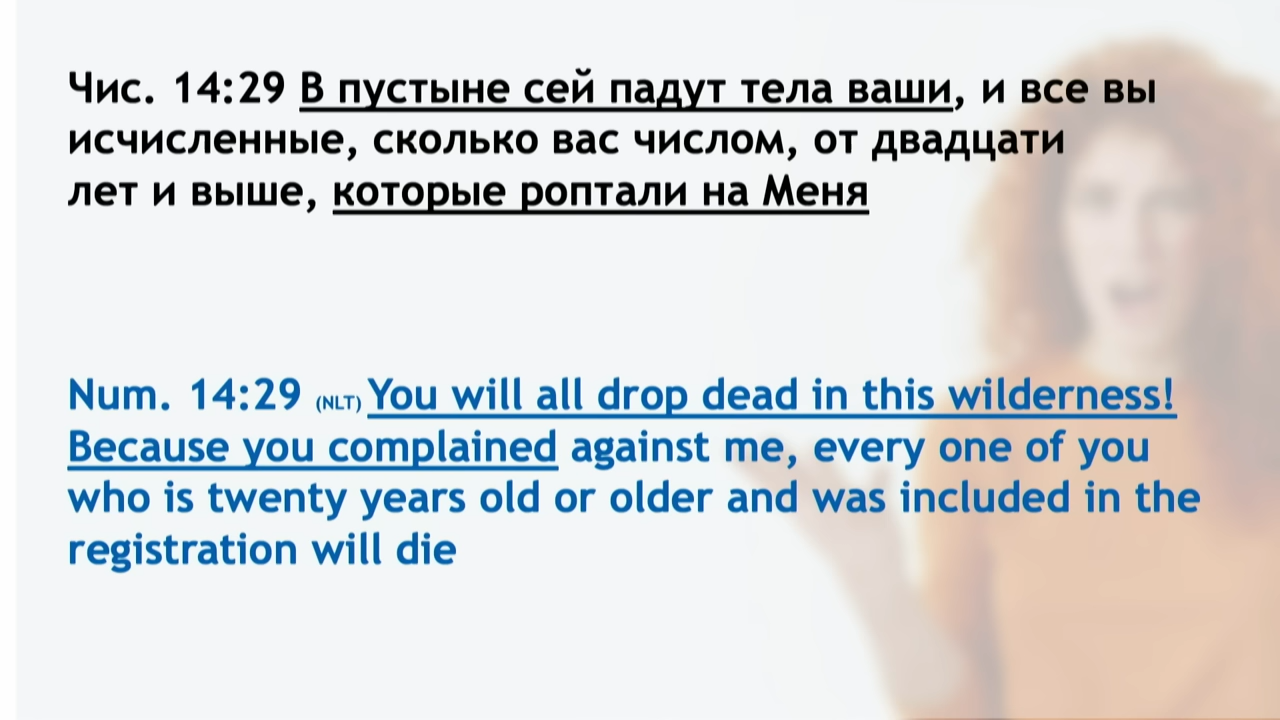 Чис. 14:29 В пустыне сей падут тела ваши, и все вы
исчисленные, сколько вас числом, от двадцати
лет и выше, которые роптали на Меня
Num. 14:29 (NLT) You will all drop dead in this wilderness!
Because you complained against me, every one of you
who is twenty years old or older and was included in the
registration will die